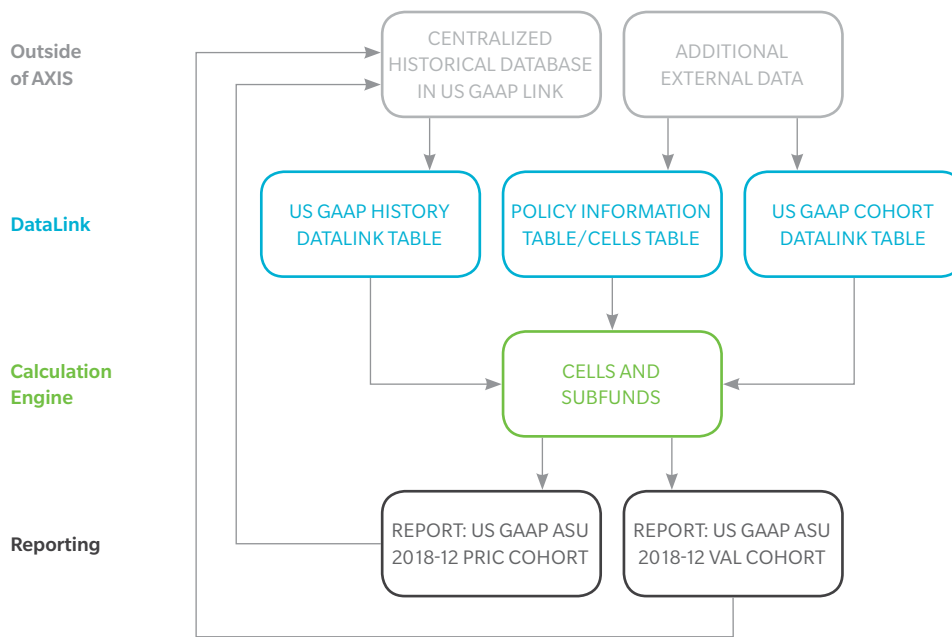 Outside
of AXIS
CENTRALIZED
HISTORICAL DATABASE
IN US GAAP LINK
ADDITIONAL
EXTERNAL DATA
DataLink
US GAAP HISTORY
DATALINK TABLE
POLICY INFORMATION
TABLE/CELLS TABLE
US GAAP COHORT
DATALINK TABLE
Calculation
Engine
CELLS AND
SUBFUNDS
Reporting
REPORT: US GAAP ASU
2018-12 PRIC COHORT
REPORT: US GAAP ASU
2018-12 VAL COHORT